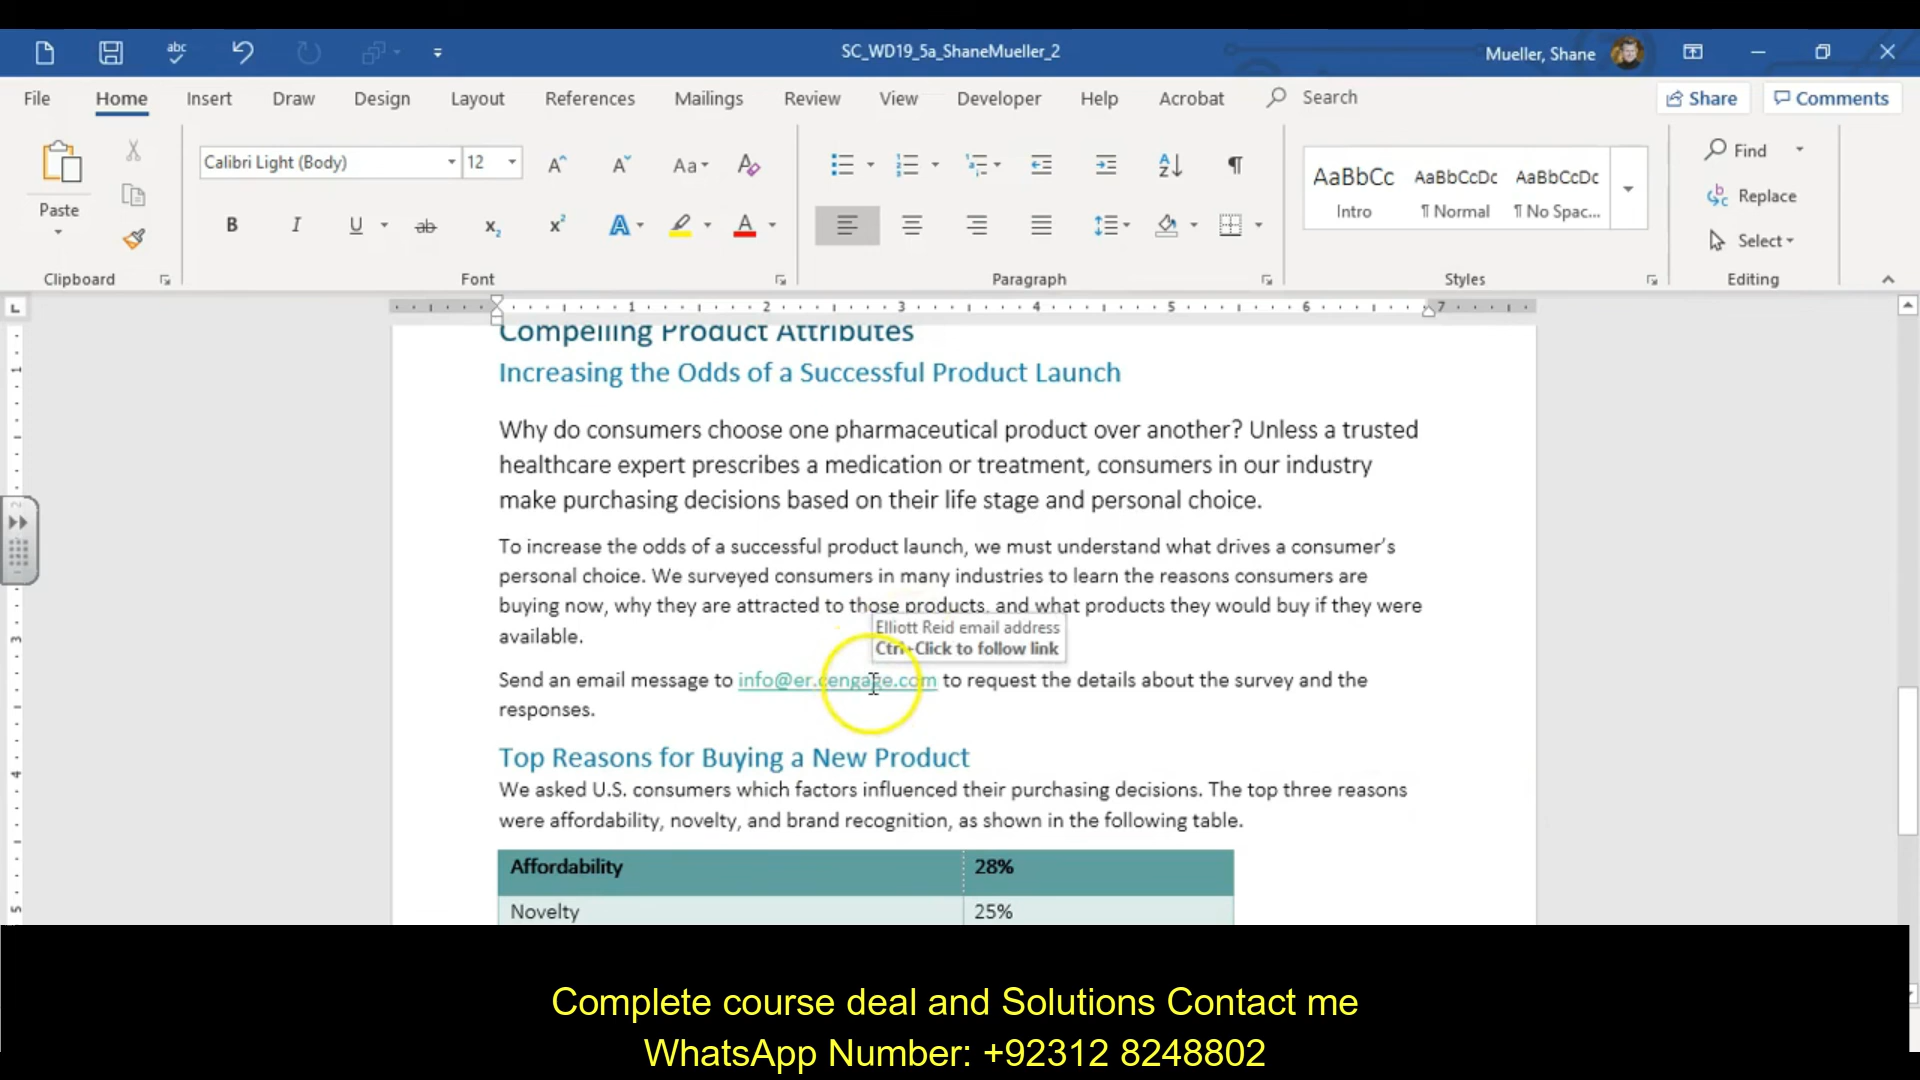 SC_WD19_5a_ShaneMueller_2
Mueller, Shane
File Home Insert Draw Design Layout References Mailings Review View Developer Help Acrobat Search Share Comments
Paste
Clipboard
Calibri Light (Body) 12
Font
Paragraph
AaBbCc AaBbCcDc AaBbCcDc
Intro ¶ Normal ¶ No Spac...
Styles
Find
Replace
Select
Editing
1 2 3 4 5 6 7
Compelling Product Attributes
Increasing the Odds of a Successful Product Launch
Why do consumers choose one pharmaceutical product over another? Unless a trusted
healthcare expert prescribes a medication or treatment, consumers in our industry
make purchasing decisions based on their life stage and personal choice.
To increase the odds of a successful product launch, we must understand what drives a consumer’s
personal choice. We surveyed consumers in many industries to learn the reasons consumers are
buying now, why they are attracted to those products, and what products they would buy if they were
available.
Elliott Reid email address
Ctrl+Click to follow link
Send an email message to info@er.cengage.com to request the details about the survey and the
responses.
Top Reasons for Buying a New Product
We asked U.S. consumers which factors influenced their purchasing decisions. The top three reasons
were affordability, novelty, and brand recognition, as shown in the following table.
Affordability 28%
Novelty 25%
Complete course deal and Solutions Contact me
WhatsApp Number: +92312 8248802